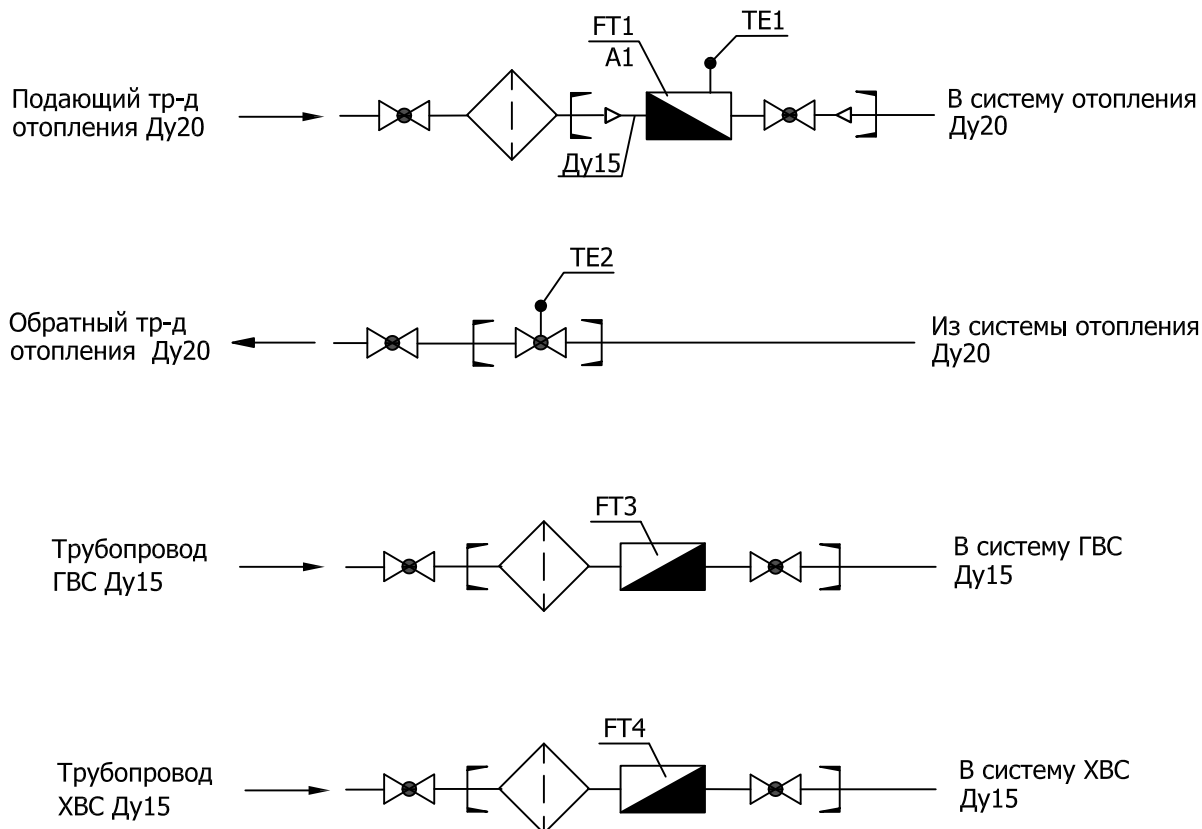 TE1
FT1
A1
Подающий тр-д
отопления Ду20
В систему отопления
Ду20
Ду15
TE2
Обратный тр-д
отопления Ду20
Из системы отопления
Ду20
FT3
Трубопровод
ГВС Ду15
В систему ГВС
Ду15
FT4
Трубопровод
ХВС Ду15
В систему ХВС
Ду15